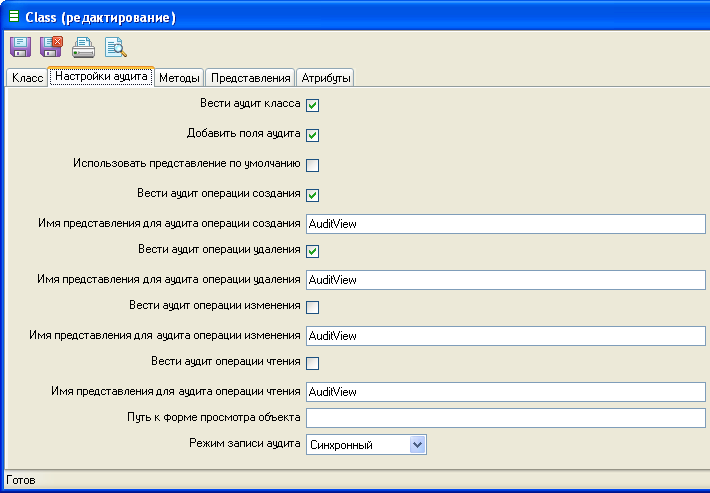 Class (редактирование)
Класс Настройки аудита Методы Представления Атрибуты
Вести аудит класса
Добавить поля аудита
Использовать представление по умолчанию
Вести аудит операции создания
Имя представления для аудита операции создания AuditView
Вести аудит операции удаления
Имя представления для аудита операции удаления AuditView
Вести аудит операции изменения
Имя представления для аудита операции изменения AuditView
Вести аудит операции чтения
Имя представления для аудита операции чтения AuditView
Путь к форме просмотра объекта
Режим записи аудита Синхронный
Готов